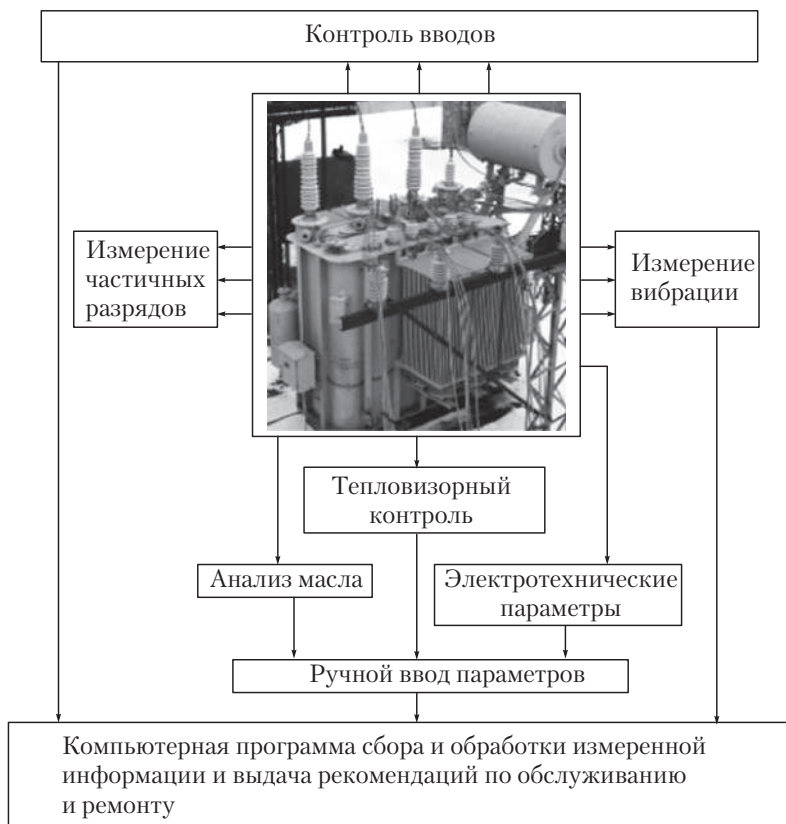 Контроль вводов
Измерение
частичных
разрядов
Измерение
вибрации
Тепловизорный
контроль
Анализ масла
Электротехнические
параметры
Ручной ввод параметров
Компьютерная программа сбора и обработки измеренной
информации и выдача рекомендаций по обслуживанию
и ремонту